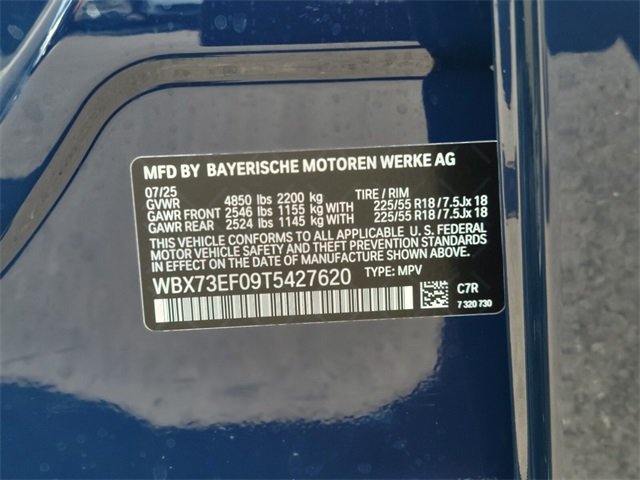 MFD BY BAYERISCHE MOTOREN WERKE AG
07/25
GVWR 4850 lbs 2200 kg TIRE / RIM
GAWR FRONT 2546 lbs 1155 kg WITH 225/55 R18 / 7.5Jx 18
GAWR REAR 2524 lbs 1145 kg WITH 225/55 R18 / 7.5Jx 18
THIS VEHICLE CONFORMS TO ALL APPLICABLE U. S. FEDERAL
MOTOR VEHICLE SAFETY AND THEFT PREVENTION STANDARDS
IN EFFECT ON THE DATE OF MANUFACTURE SHOWN ABOVE.
WBX73EF09T5427620 TYPE: MPV
C7R
7 320 730